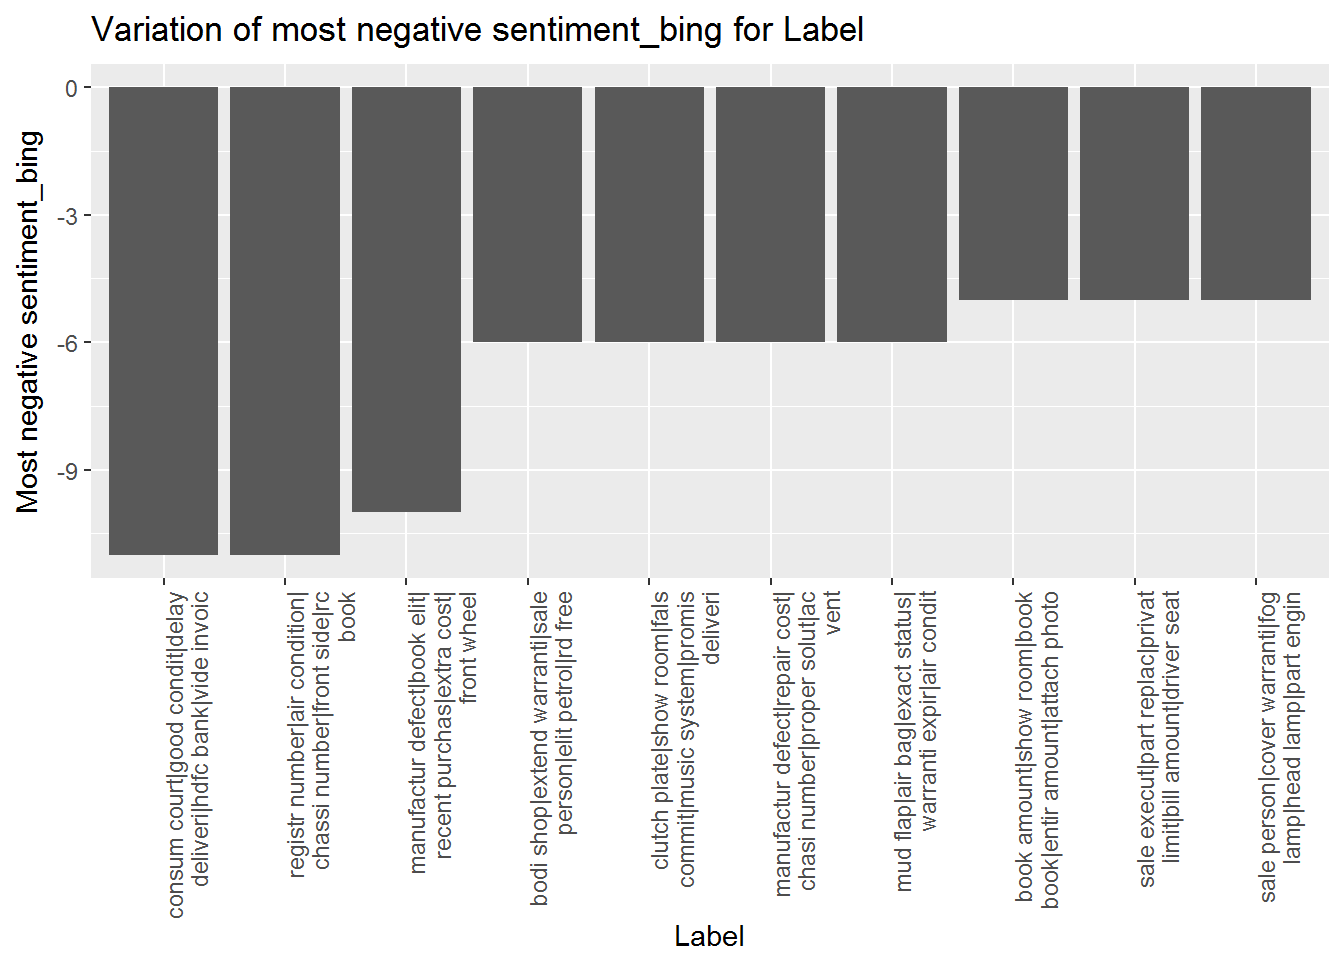 Variation of most negative sentiment_bing for Label
Most negative sentiment_bing
0
-3
-6
-9
consum court|good condit|delay
deliveri|hdfc bank|vide invoic
registr number|air condition|
chassi number|front side|rc
book
manufactur defect|book elit|
recent purchas|extra cost|
front wheel
bodi shop|extend warranti|sale
person|elit petrol|rd free
clutch plate|show room|fals
commit|music system|promis
deliveri
manufactur defect|repair cost|
chasi number|proper solut|ac
vent
mud flap|air bag|exact status|
warranti expir|air condit
book amount|show room|book
book|entir amount|attach photo
sale execut|part replac|privat
limit|bill amount|driver seat
sale person|cover warranti|fog
lamp|head lamp|part engin
Label